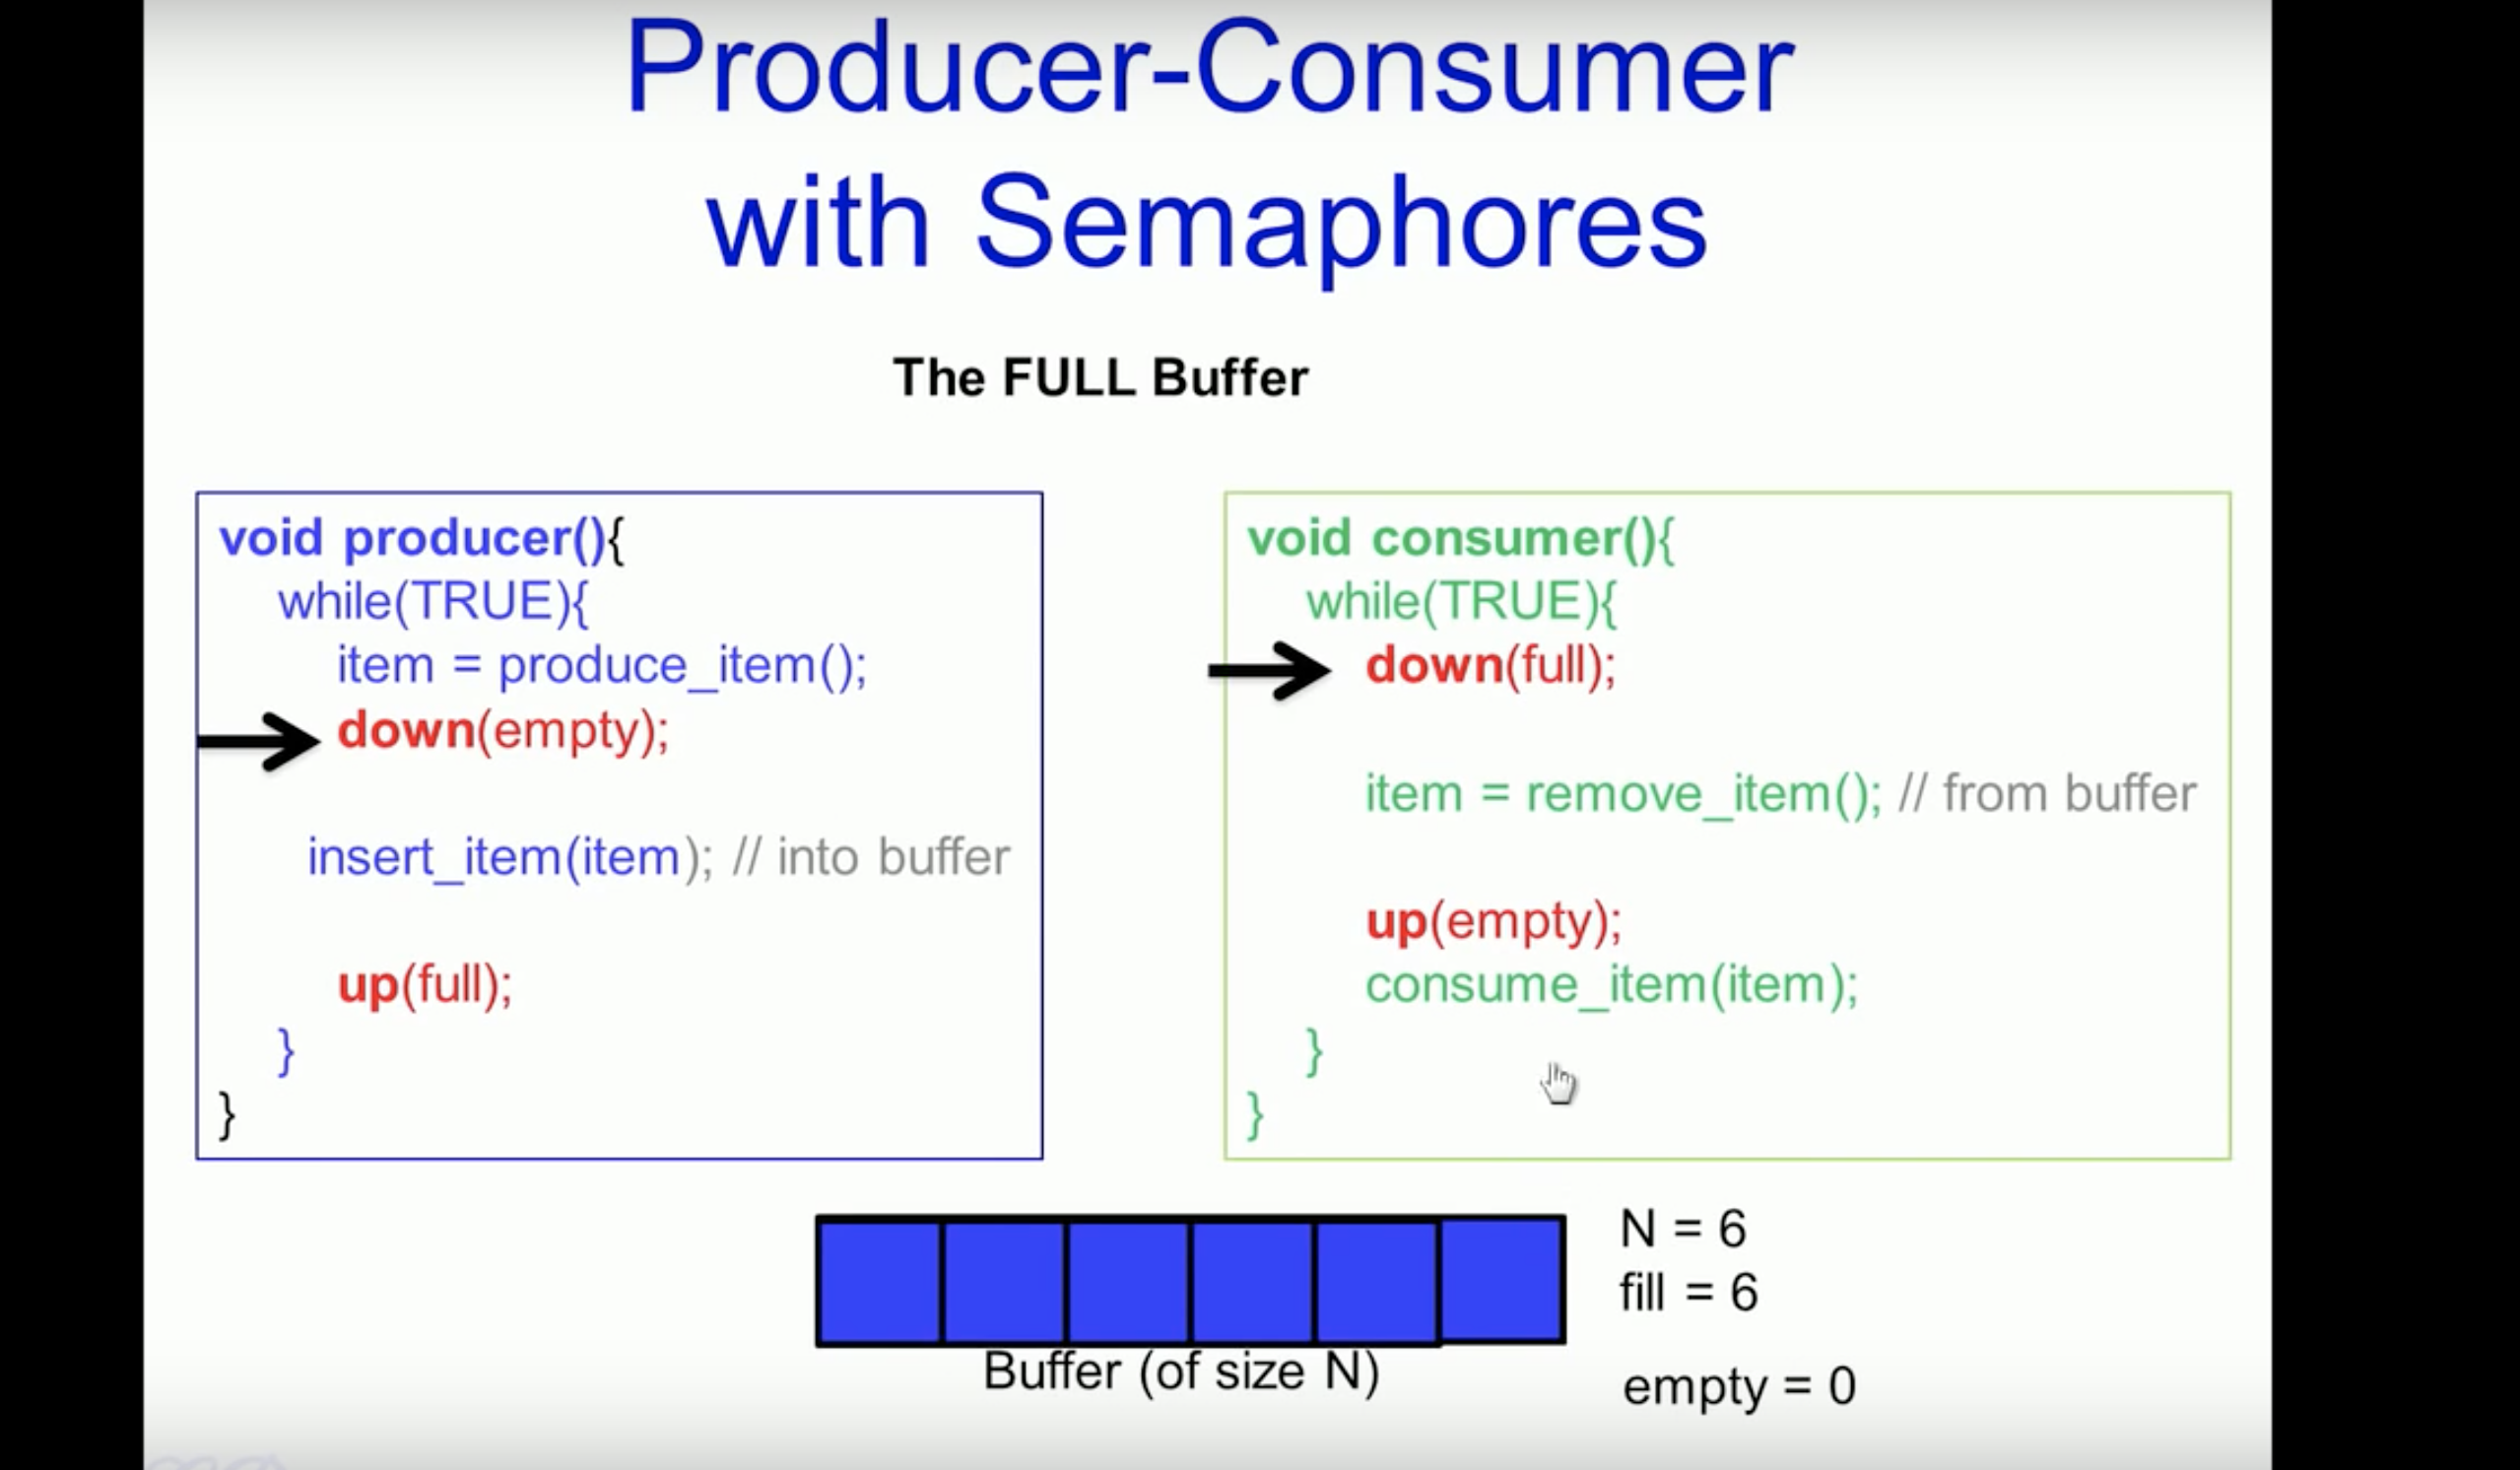 Producer-Consumer
with Semaphores
The FULL Buffer
void producer(){
while(TRUE){
item = produce_item();
down(empty);
insert_item(item); // into buffer
up(full);
}
}
void consumer(){
while(TRUE){
down(full);
item = remove_item(); // from buffer
up(empty);
consume_item(item);
}
}
N = 6
fill = 6
empty = 0
Buffer (of size N)